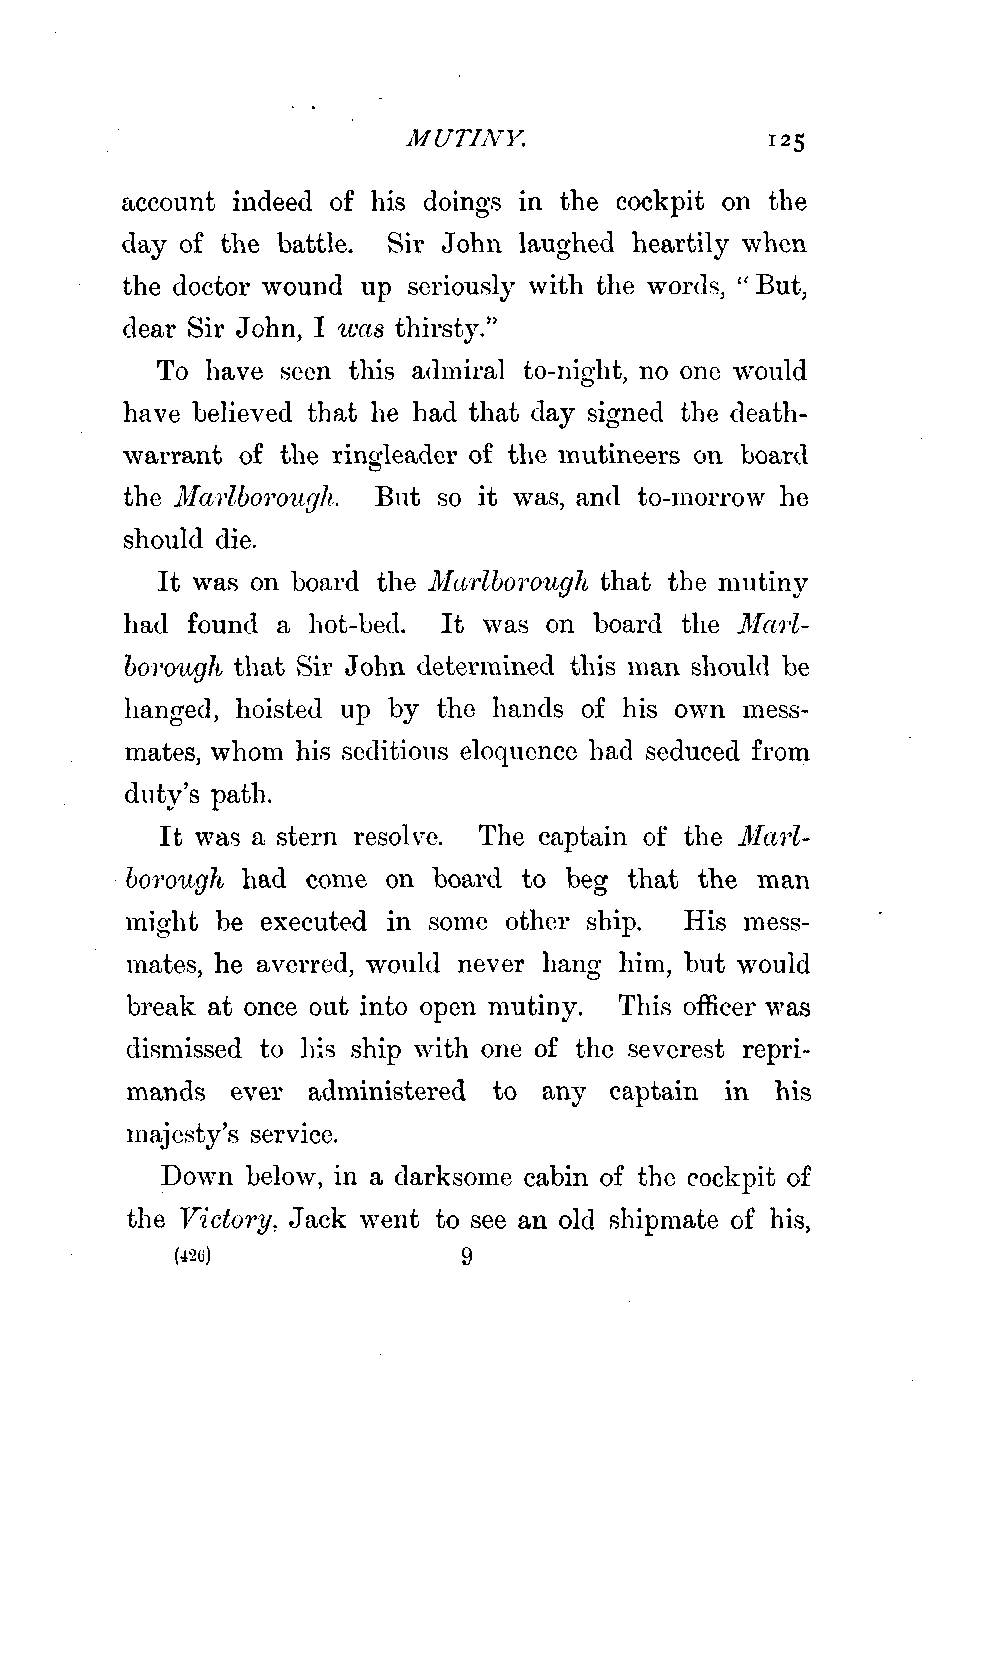 MUTINY. 125
account indeed of his doings in the cockpit on the
day of the battle. Sir John laughed heartily when
the doctor wound up seriously with the words, “But,
dear Sir John, I was thirsty.”
To have seen this admiral to-night, no one would
have believed that he had that day signed the death-
warrant of the ringleader of the mutineers on board
the Marlborough. But so it was, and to-morrow he
should die.
It was on board the Marlborough that the mutiny
had found a hot-bed. It was on board the Marl-
borough that Sir John determined this man should be
hanged, hoisted up by the hands of his own mess-
mates, whom his seditious eloquence had seduced from
duty’s path.
It was a stern resolve. The captain of the Marl-
borough had come on board to beg that the man
might be executed in some other ship. His mess-
mates, he averred, would never hang him, but would
break at once out into open mutiny. This officer was
dismissed to his ship with one of the severest repri-
mands ever administered to any captain in his
majesty’s service.
Down below, in a darksome cabin of the cockpit of
the Victory, Jack went to see an old shipmate of his,
(426) 9